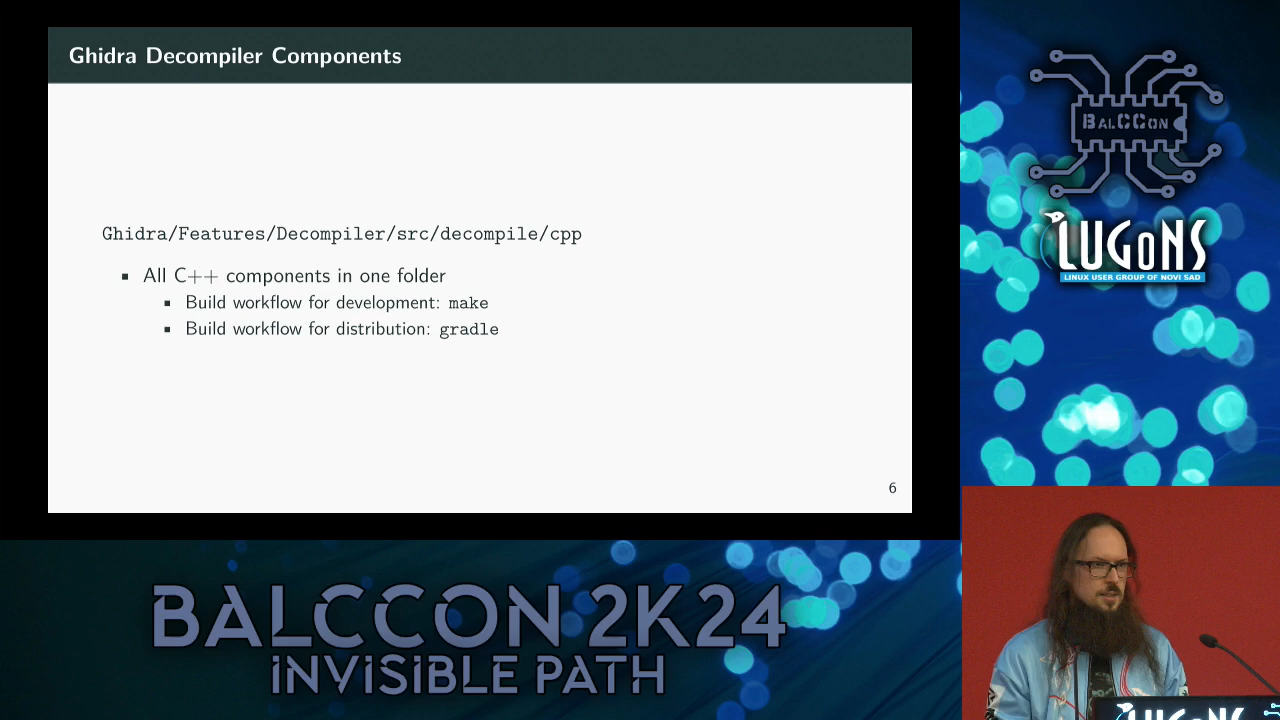 Ghidra Decompiler Components
Ghidra/Features/Decompiler/src/decompile/cpp
All C++ components in one folder
Build workflow for development: make
Build workflow for distribution: gradle
6
BALCCON
LUGONS
LINUX USER GROUP OF NOVI SAD
BALCCON 2K24
INVISIBLE PATH
LUGONS